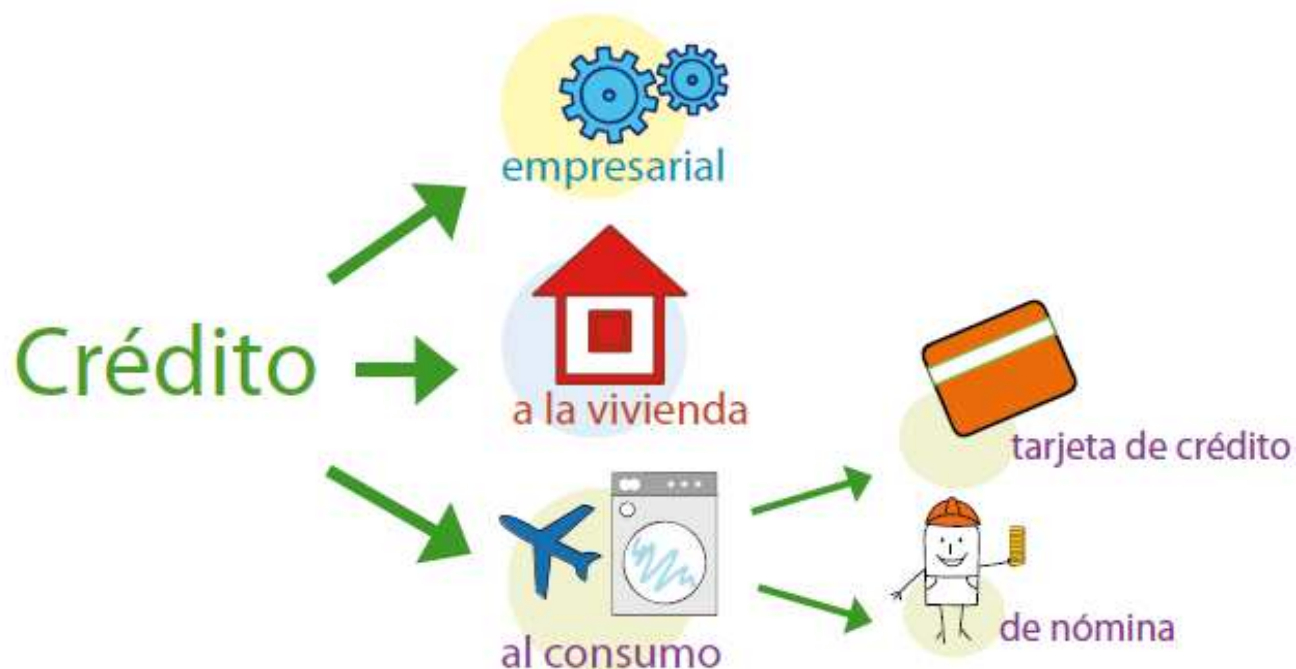 empresarial
Crédito
a la vivienda
tarjeta de crédito
de nómina
al consumo